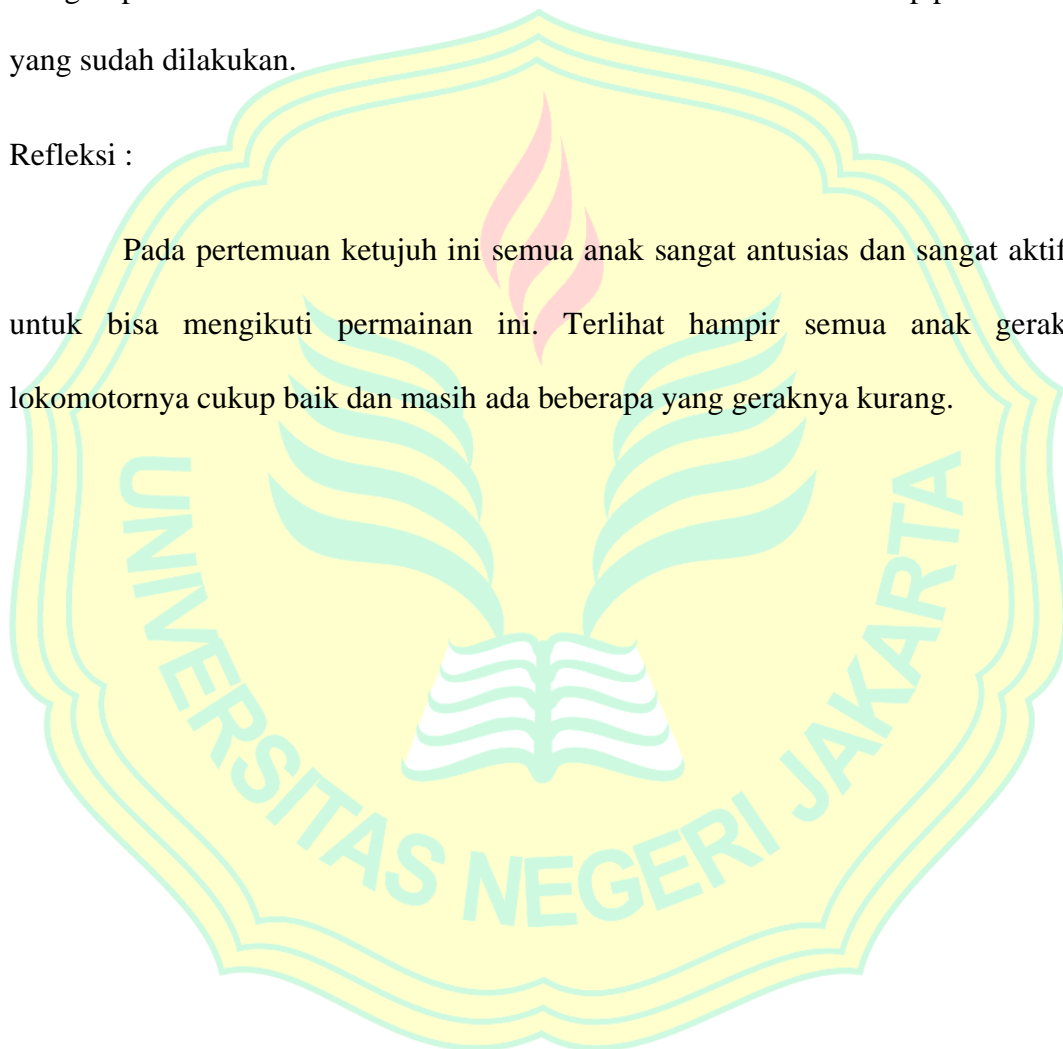 yang sudah dilakukan.
Refleksi :
Pada pertemuan ketujuh ini semua anak sangat antusias dan sangat aktif
untuk bisa mengikuti permainan ini. Terlihat hampir semua anak gerak
lokomotornya cukup baik dan masih ada beberapa yang geraknya kurang.
UNIVERSITAS NEGERI JAKARTA